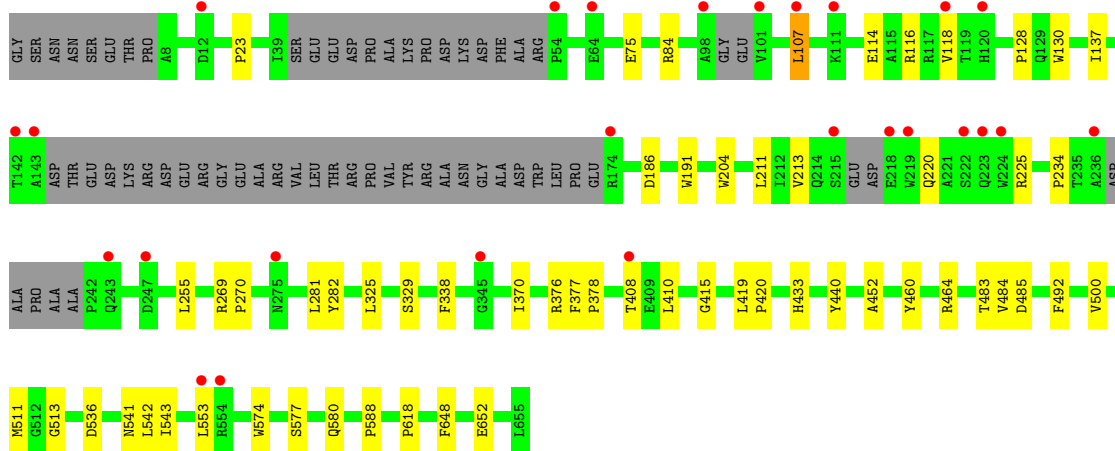 GLY SER ASN ASN SER GLU THR PRO A8 D12 P23 I39 SER GLU GLU ASP PRO ALA LYS PRO ASP LYS ASP PHE ALA ARG P54 E64 E75 R84 A98 GLY GLU V101 L107 K111 E114 A115 R116 R117 V118 T119 H120 P128 Q129 W130 I137
T142 A143 ASP THR GLU ASP LYS ARG ASP GLU ARG GLY GLU ALA ARG VAL LEU THR ARG PRO VAL TYR ARG ALA ASN GLY ALA ASP TRP LEU PRO GLU R174 D186 W191 W204 L211 I212 V213 Q214 S215 GLU ASP E218 W219 Q220 A221 S222 Q223 W224 R225 P234 T235 A236 ASP
ALA PRO ALA ALA P242 Q243 D247 L255 R269 P270 N275 L281 Y282 L325 S329 F338 G345 I370 R376 F377 P378 T408 E409 L410 G415 L419 P420 H433 Y440 A452 Y460 R464 T483 V484 D485 F492 V500
M511 G512 G513 D536 N541 L542 I543 L553 R554 W574 S577 Q580 P588 P618 F648 E652 L655